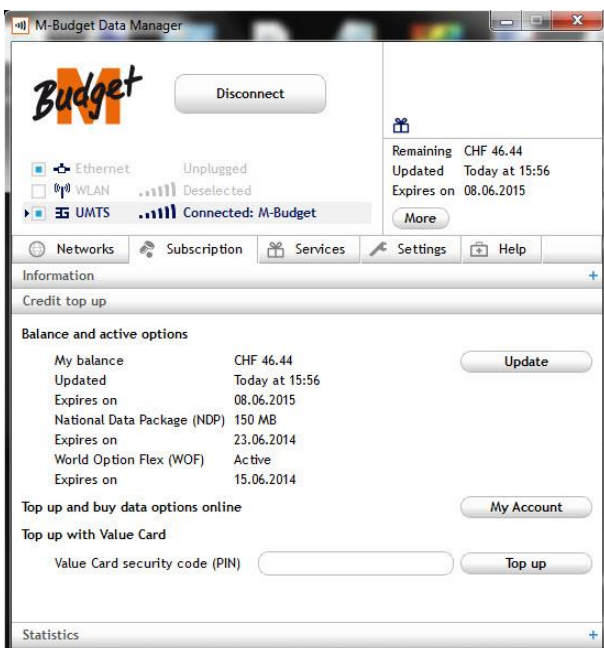 M-Budget Data Manager
M
Budget
Disconnect
Ethernet Unplugged
WLAN Deselected
3G UMTS Connected: M-Budget
Remaining CHF 46.44
Updated Today at 15:56
Expires on 08.06.2015
More
Networks Subscription Services Settings Help
Information +
Credit top up
Balance and active options
My balance CHF 46.44 Update
Updated Today at 15:56
Expires on 08.06.2015
National Data Package (NDP) 150 MB
Expires on 23.06.2014
World Option Flex (WOF) Active
Expires on 15.06.2014
Top up and buy data options online My Account
Top up with Value Card
Value Card security code (PIN) Top up
Statistics +